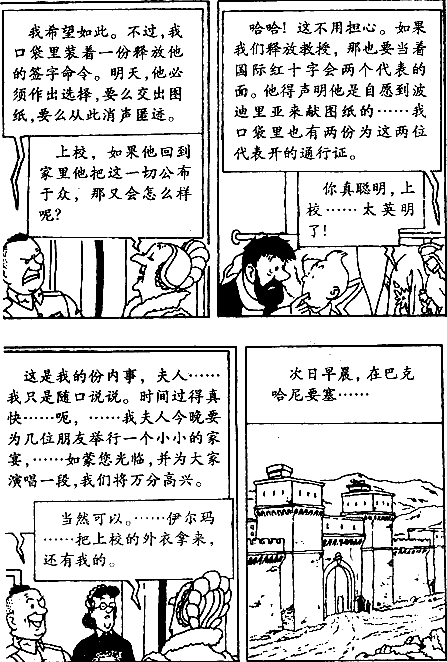 我希望如此。不过,我
口袋里装着一份释放他
的签字命令。明天,他必
须作出选择,要么交出图
纸,要么从此消声匿迹。
上校,如果他回到
家里他把这一切公布
于众,那又会怎么样
呢?
哈哈!这不用担心。如果
我们释放教授,那也要当着
国际红十字会两个代表的
面。他得声明他是自愿到波
迪里亚来献图纸的……我
口袋里也有两份为这两位
代表开的通行证。
你真聪明,上
校……太英明
了!
这是我的份内事,夫人……
我只是随口说说。时间过得真
快……呃,……我夫人今晚要
为几位朋友举行一个小小的家
宴,……如蒙您光临,并为大家
演唱一段,我们将万分高兴。
当然可以。……伊尔玛
……把上校的外衣拿来,
还有我的。
次日早晨,在巴克
哈尼要塞……